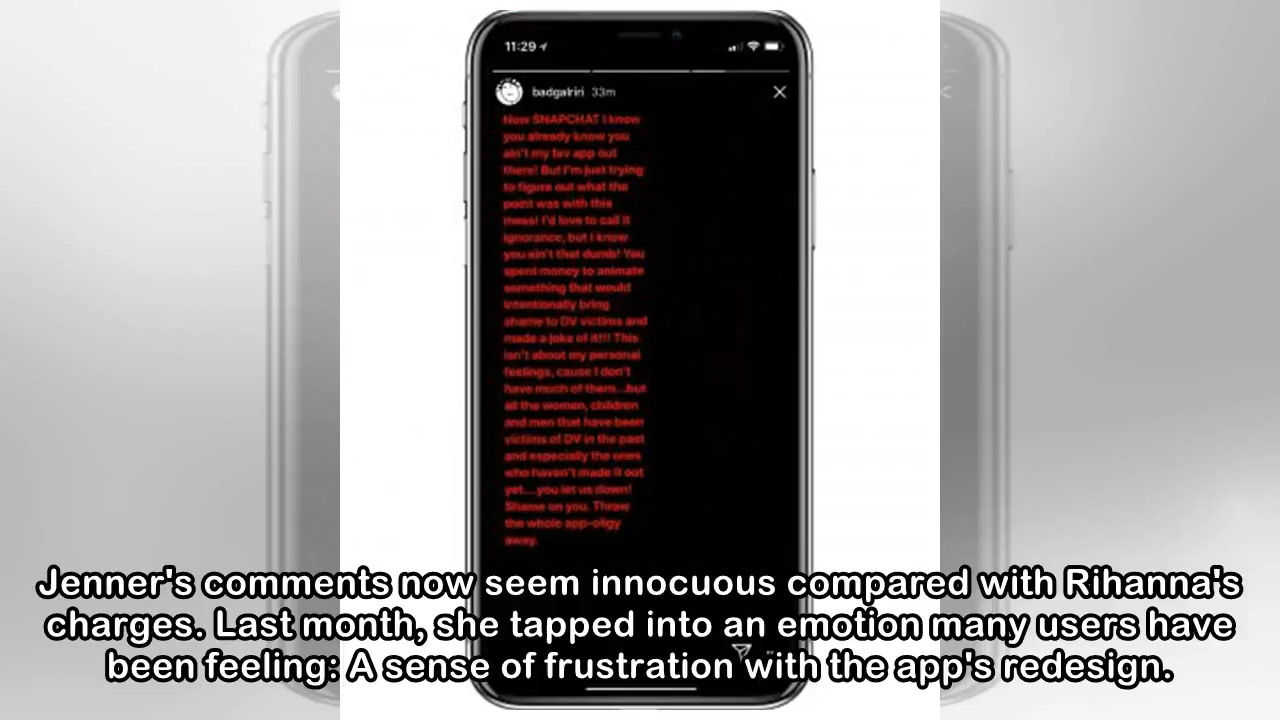 11:29
badgalriri 33m
Now SNAPCHAT I know
you already know you
ain't my fav app out
there! But I'm just trying
to figure out what the
point was with this
mess! I'd love to call it
ignorance, but I know
you ain't that dumb! You
spent money to animate
something that would
intentionally bring
shame to DV victims and
made a joke of it!!! This
isn't about my personal
feelings, cause I don't
have much of them...but
all the women, children
and men that have been
victims of DV in the past
and especially the ones
who haven't made it out
yet....you let us down!
Shame on you. Throw
the whole app-oligy
away.
Jenner's comments now seem innocuous compared with Rihanna's
charges. Last month, she tapped into an emotion many users have
been feeling: A sense of frustration with the app's redesign.